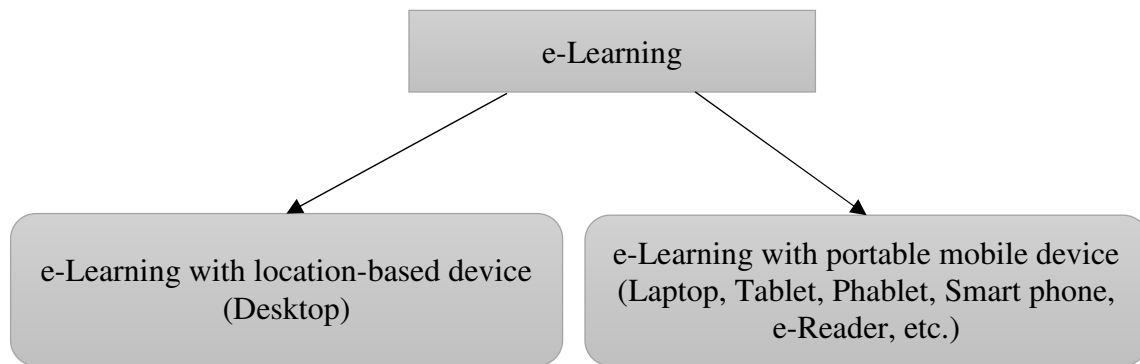 e-Learning
e-Learning with location-based device
(Desktop)
e-Learning with portable mobile device
(Laptop, Tablet, Phablet, Smart phone,
e-Reader, etc.)